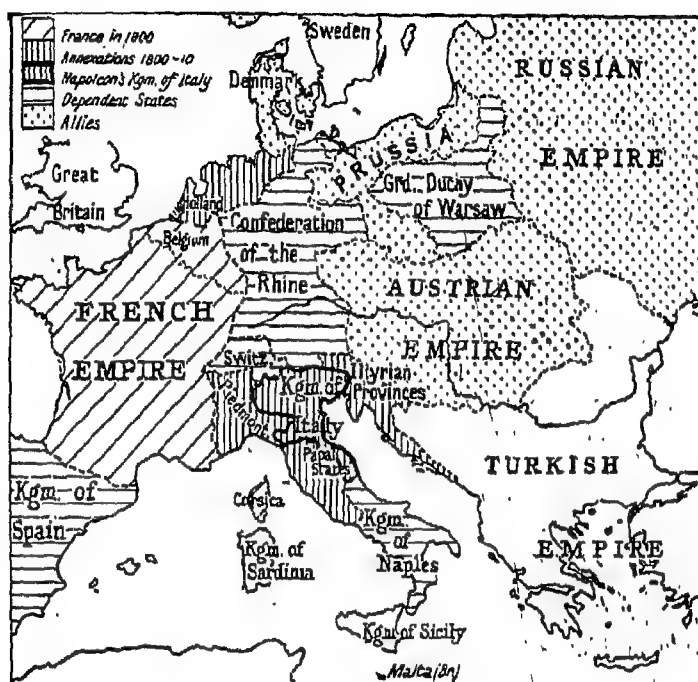 France in 1800
Annexations 1800-10
Napoleon's Kgm. of Italy
Dependent States
Allies
Sweden
Denmark
RUSSIAN
EMPIRE
Great
Britain
Holland
Belgium
PRUSSIA
Grd. Duchy
of Warsaw
Confederation
of the
Rhine
FRENCH
EMPIRE
AUSTRIAN
EMPIRE
Switz.
Piedmont
Kgm. of
Italy
Illyrian
Provinces
Papal
States
TURKISH
EMPIRE
Kgm. of
Spain
Corsica
Kgm. of
Sardinia
Kgm.
of
Naples
Kgm of Sicily
Malta (Br)